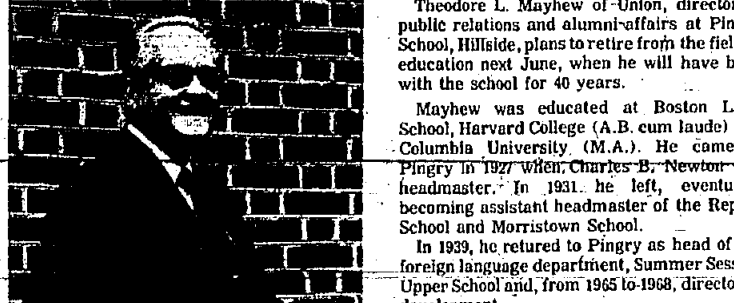 Theodore L. Mayhew of Union, director
public relations and alumni affairs at Pin
School, Hillside, plans to retire from the fiel
education next June, when he will have b
with the school for 40 years.
Mayhew was educated at Boston L
School, Harvard College (A.B. cum laude)
Columbia University (M.A.). He came
Pingry in 1927 when Charles B. Newton
headmaster. In 1931 he left, eventu
becoming assistant headmaster of the Rep
School and Morristown School.
In 1939, he retured to Pingry as head of
foreign language department, Summer Sess
Upper School and, from 1965 to 1968, directo